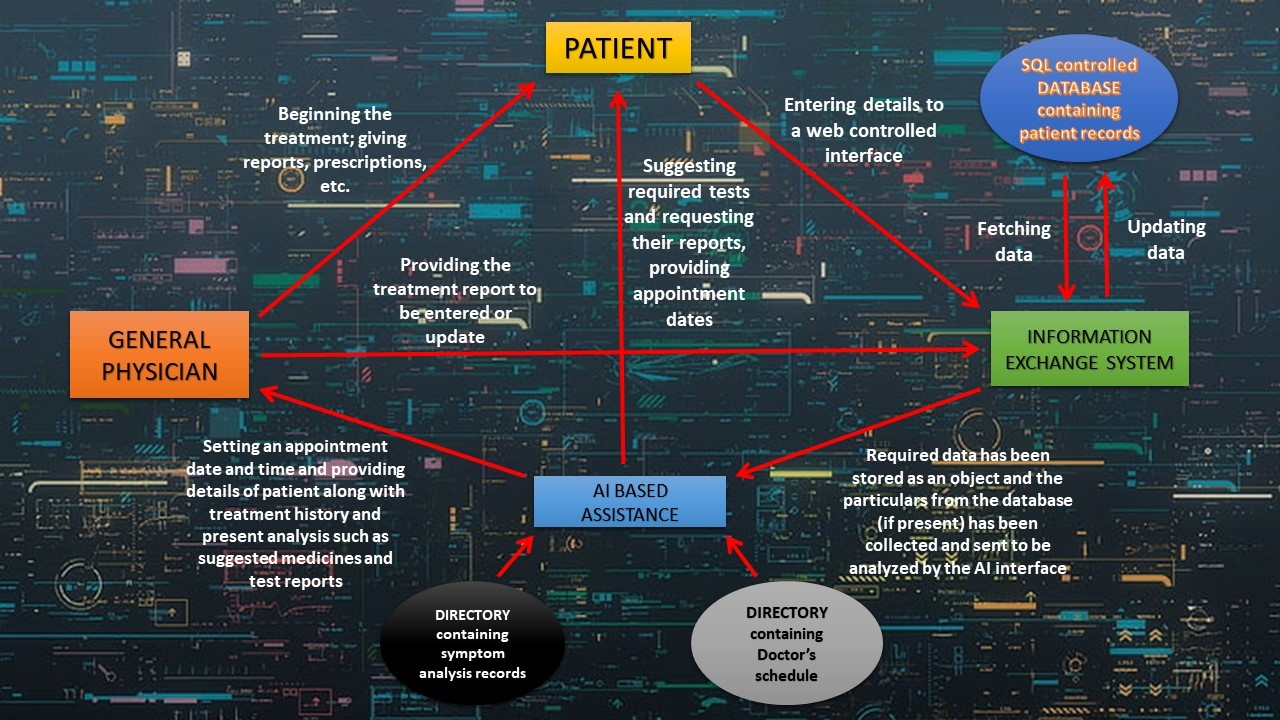 PATIENT
SQL controlled
DATABASE
containing
patient records
Beginning the
treatment; giving
reports, prescriptions,
etc.
Entering details to
a web controlled
interface
Suggesting
required tests
and requesting
their reports,
providing
appointment
dates
Fetching
data
Updating
data
Providing the
treatment report to
be entered or
update
GENERAL
PHYSICIAN
INFORMATION
EXCHANGE SYSTEM
Setting an appointment
date and time and providing
details of patient along with
treatment history and
present analysis such as
suggested medicines and
test reports
AI BASED
ASSISTANCE
Required data has been
stored as an object and the
particulars from the database
(if present) has been
collected and sent to be
analyzed by the AI interface
DIRECTORY
containing
symptom
analysis records
DIRECTORY
containing
Doctor’s
schedule